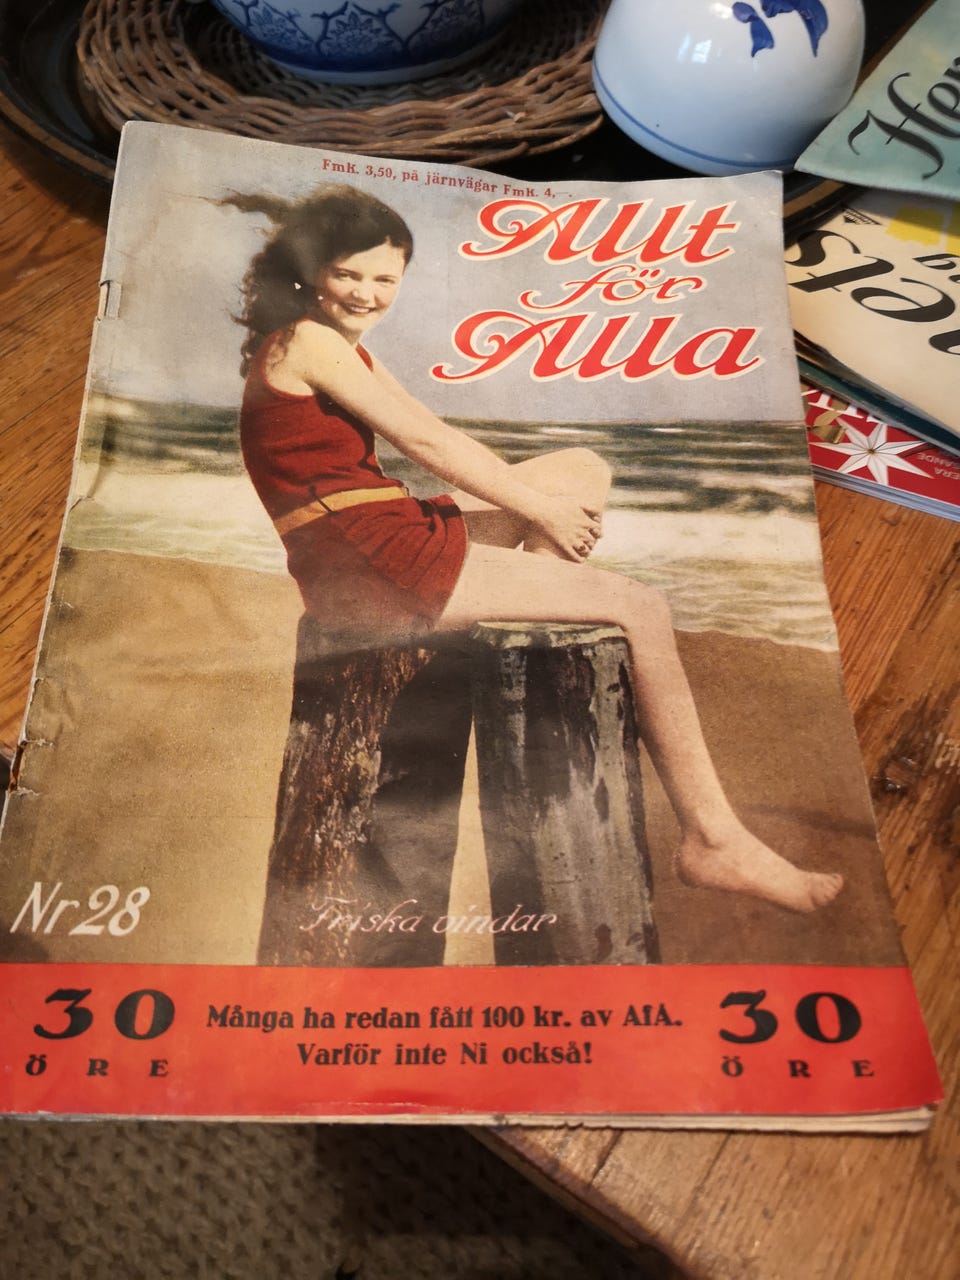 FmK. 3,50, på järnvägar FmK. 4,—.
Allt
för
Alla
Nr 28
Friska vindar
30
ÖRE
Många ha redan fått 100 kr. av AfA.
Varför inte Ni också!
30
ÖRE